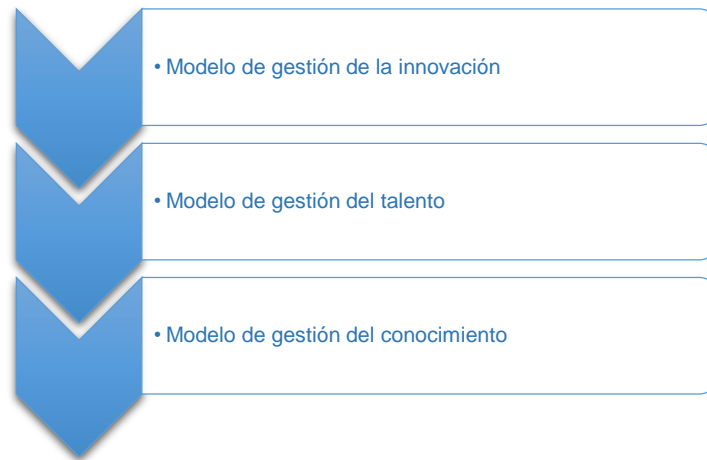 • Modelo de gestión de la innovación
• Modelo de gestión del talento
• Modelo de gestión del conocimiento